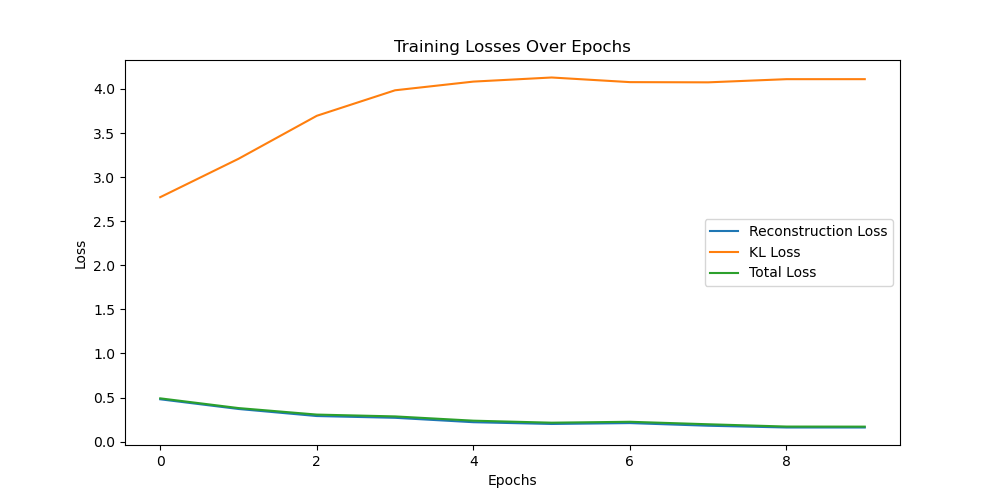 Training Losses Over Epochs
Loss
4.0
3.5
3.0
2.5
2.0
1.5
1.0
0.5
0.0
Reconstruction Loss
KL Loss
Total Loss
0 2 4 6 8
Epochs